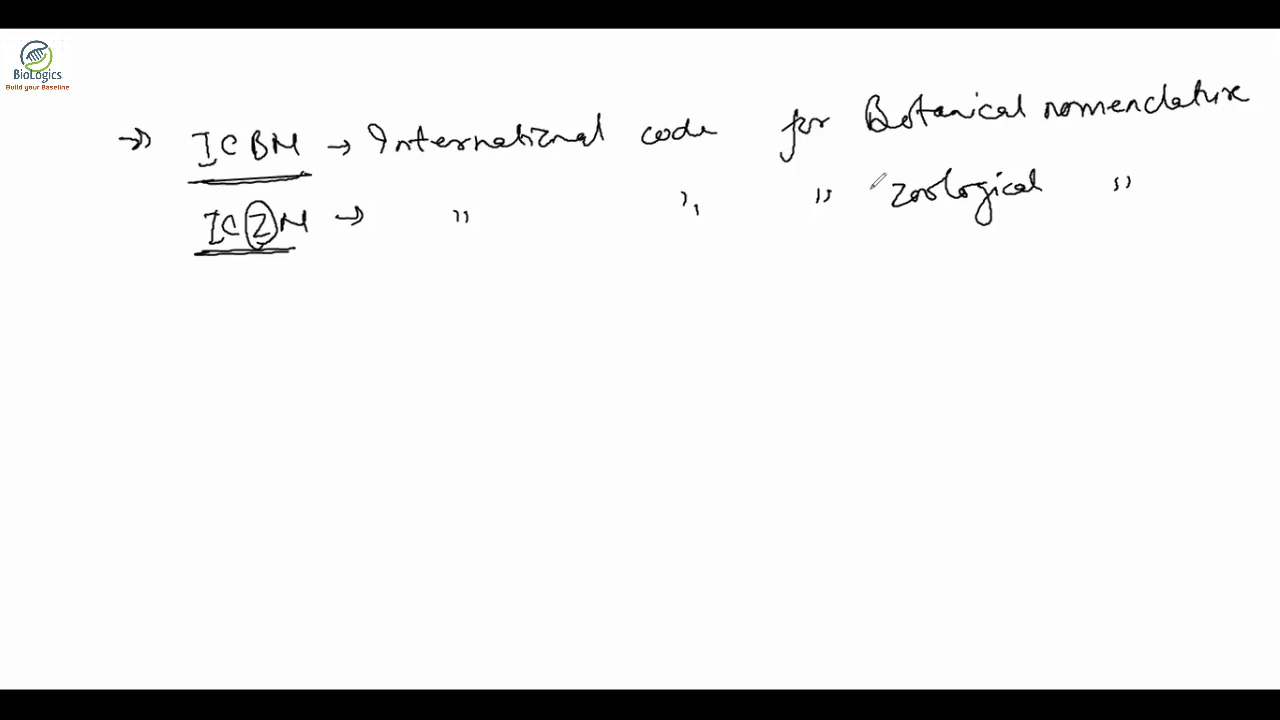 BioLogics
Build your Baseline
→ ICBN → International code for Botanical nomenclature
ICZN → " " " Zoological "